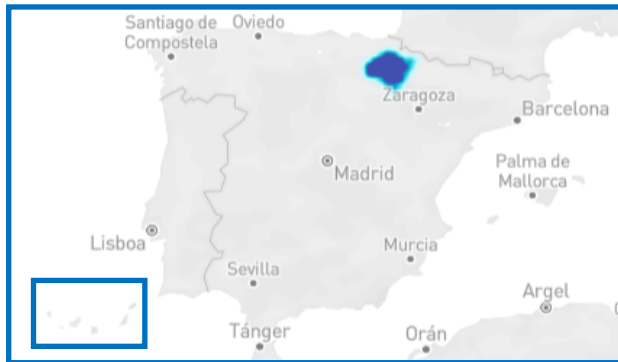 Santiago de
Compostela
Oviedo
Zaragoza
Barcelona
Madrid
Palma de
Mallorca
Lisboa
Murcia
Sevilla
Argel
Tánger
Orán